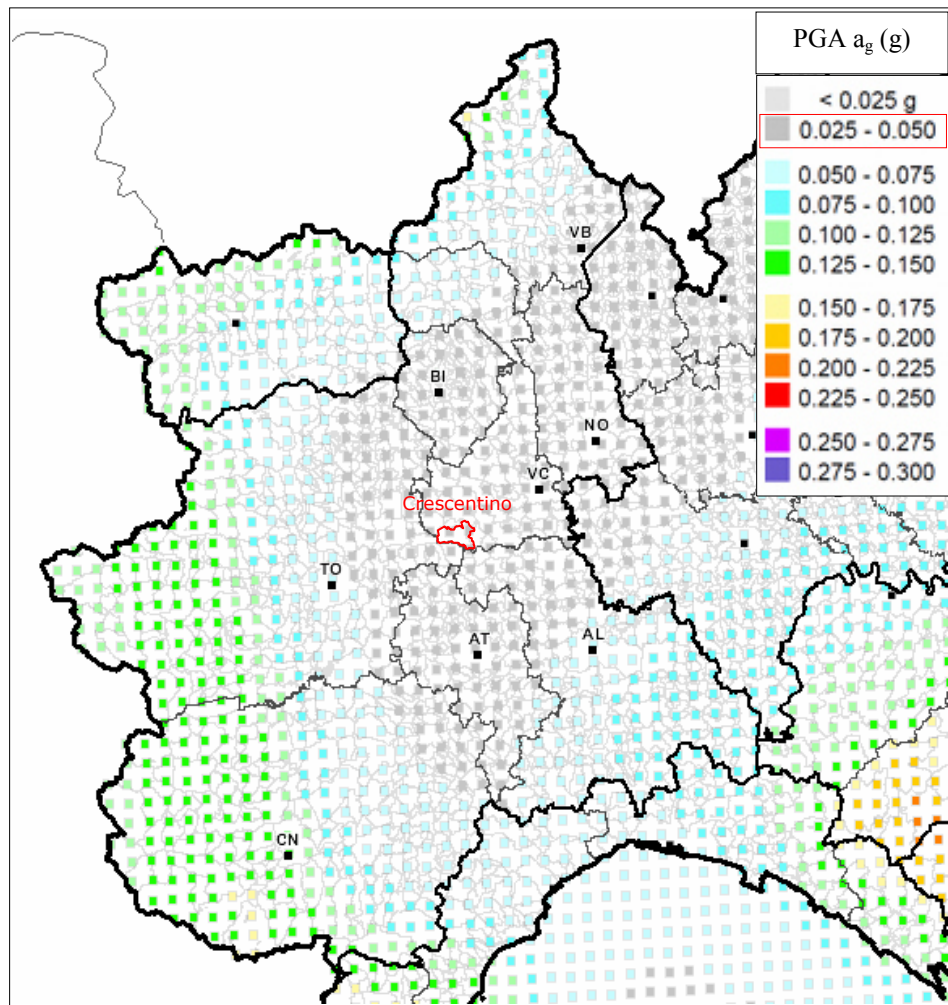 PGA ag (g)
< 0.025 g
0.025 - 0.050
0.050 - 0.075
0.075 - 0.100
0.100 - 0.125
0.125 - 0.150
0.150 - 0.175
0.175 - 0.200
0.200 - 0.225
0.225 - 0.250
0.250 - 0.275
0.275 - 0.300
VB
BI
NO
VC
Crescentino
TO
AT
AL
CN